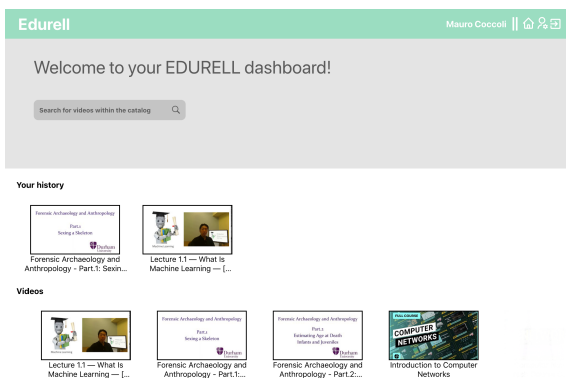 Edurell
Mauro Coccoli
Welcome to your EDURELL dashboard!
Search for videos within the catalog
Your history
Forensic Archaeology and Anthropology
Part.1
Sexing a Skeleton
Durham
University
Forensic Archaeology and
Anthropology - Part.1: Sexin...
Machine Learning
Lecture 1.1 — What Is
Machine Learning — [...
Videos
Machine Learning
Lecture 1.1 — What Is
Machine Learning — [...
Forensic Archaeology and Anthropology
Part.1
Sexing a Skeleton
Durham
University
Forensic Archaeology and
Anthropology - Part.1:...
Forensic Archaeology and Anthropology
Part.2
Estimating Age at Death
Infants and Juveniles
Durham
University
Forensic Archaeology and
Anthropology - Part.2:...
FULL COURSE
COMPUTER
NETWORKS
Introduction to Computer
Networks